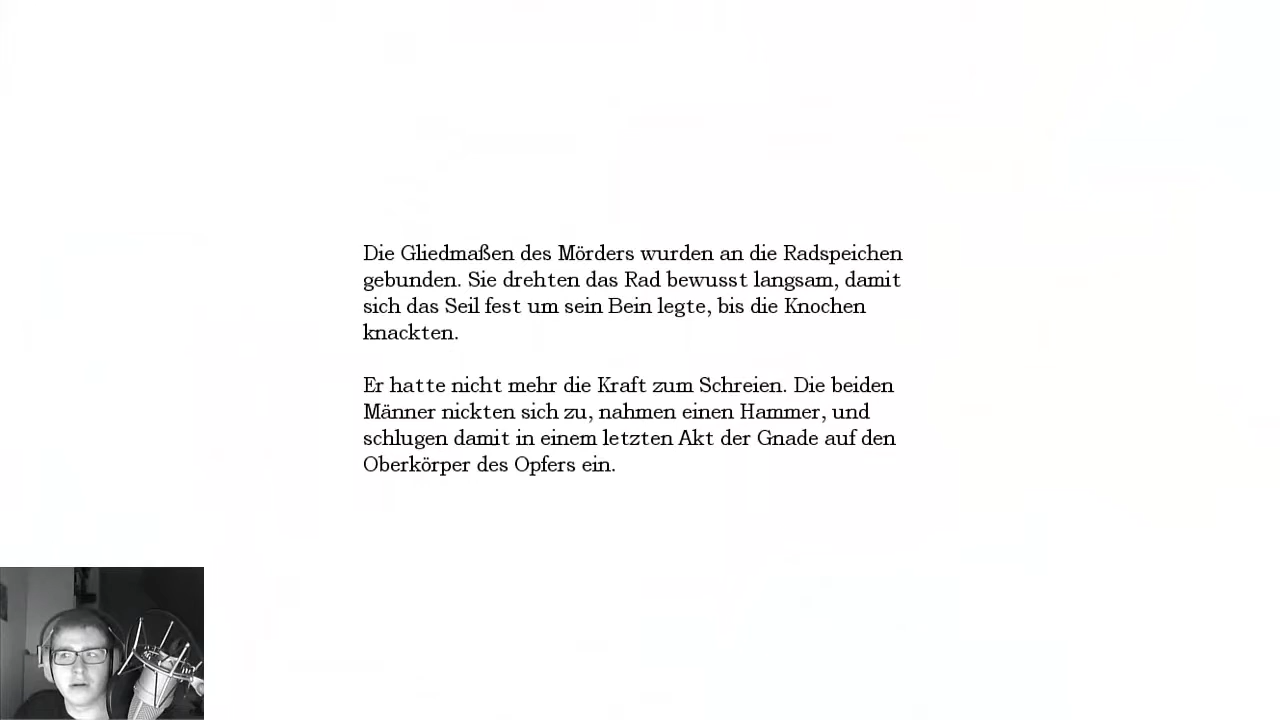 Die Gliedmaßen des Mörders wurden an die Radspeichen
gebunden. Sie drehten das Rad bewusst langsam, damit
sich das Seil fest um sein Bein legte, bis die Knochen
knackten.
Er hatte nicht mehr die Kraft zum Schreien. Die beiden
Männer nickten sich zu, nahmen einen Hammer, und
schlugen damit in einem letzten Akt der Gnade auf den
Oberkörper des Opfers ein.